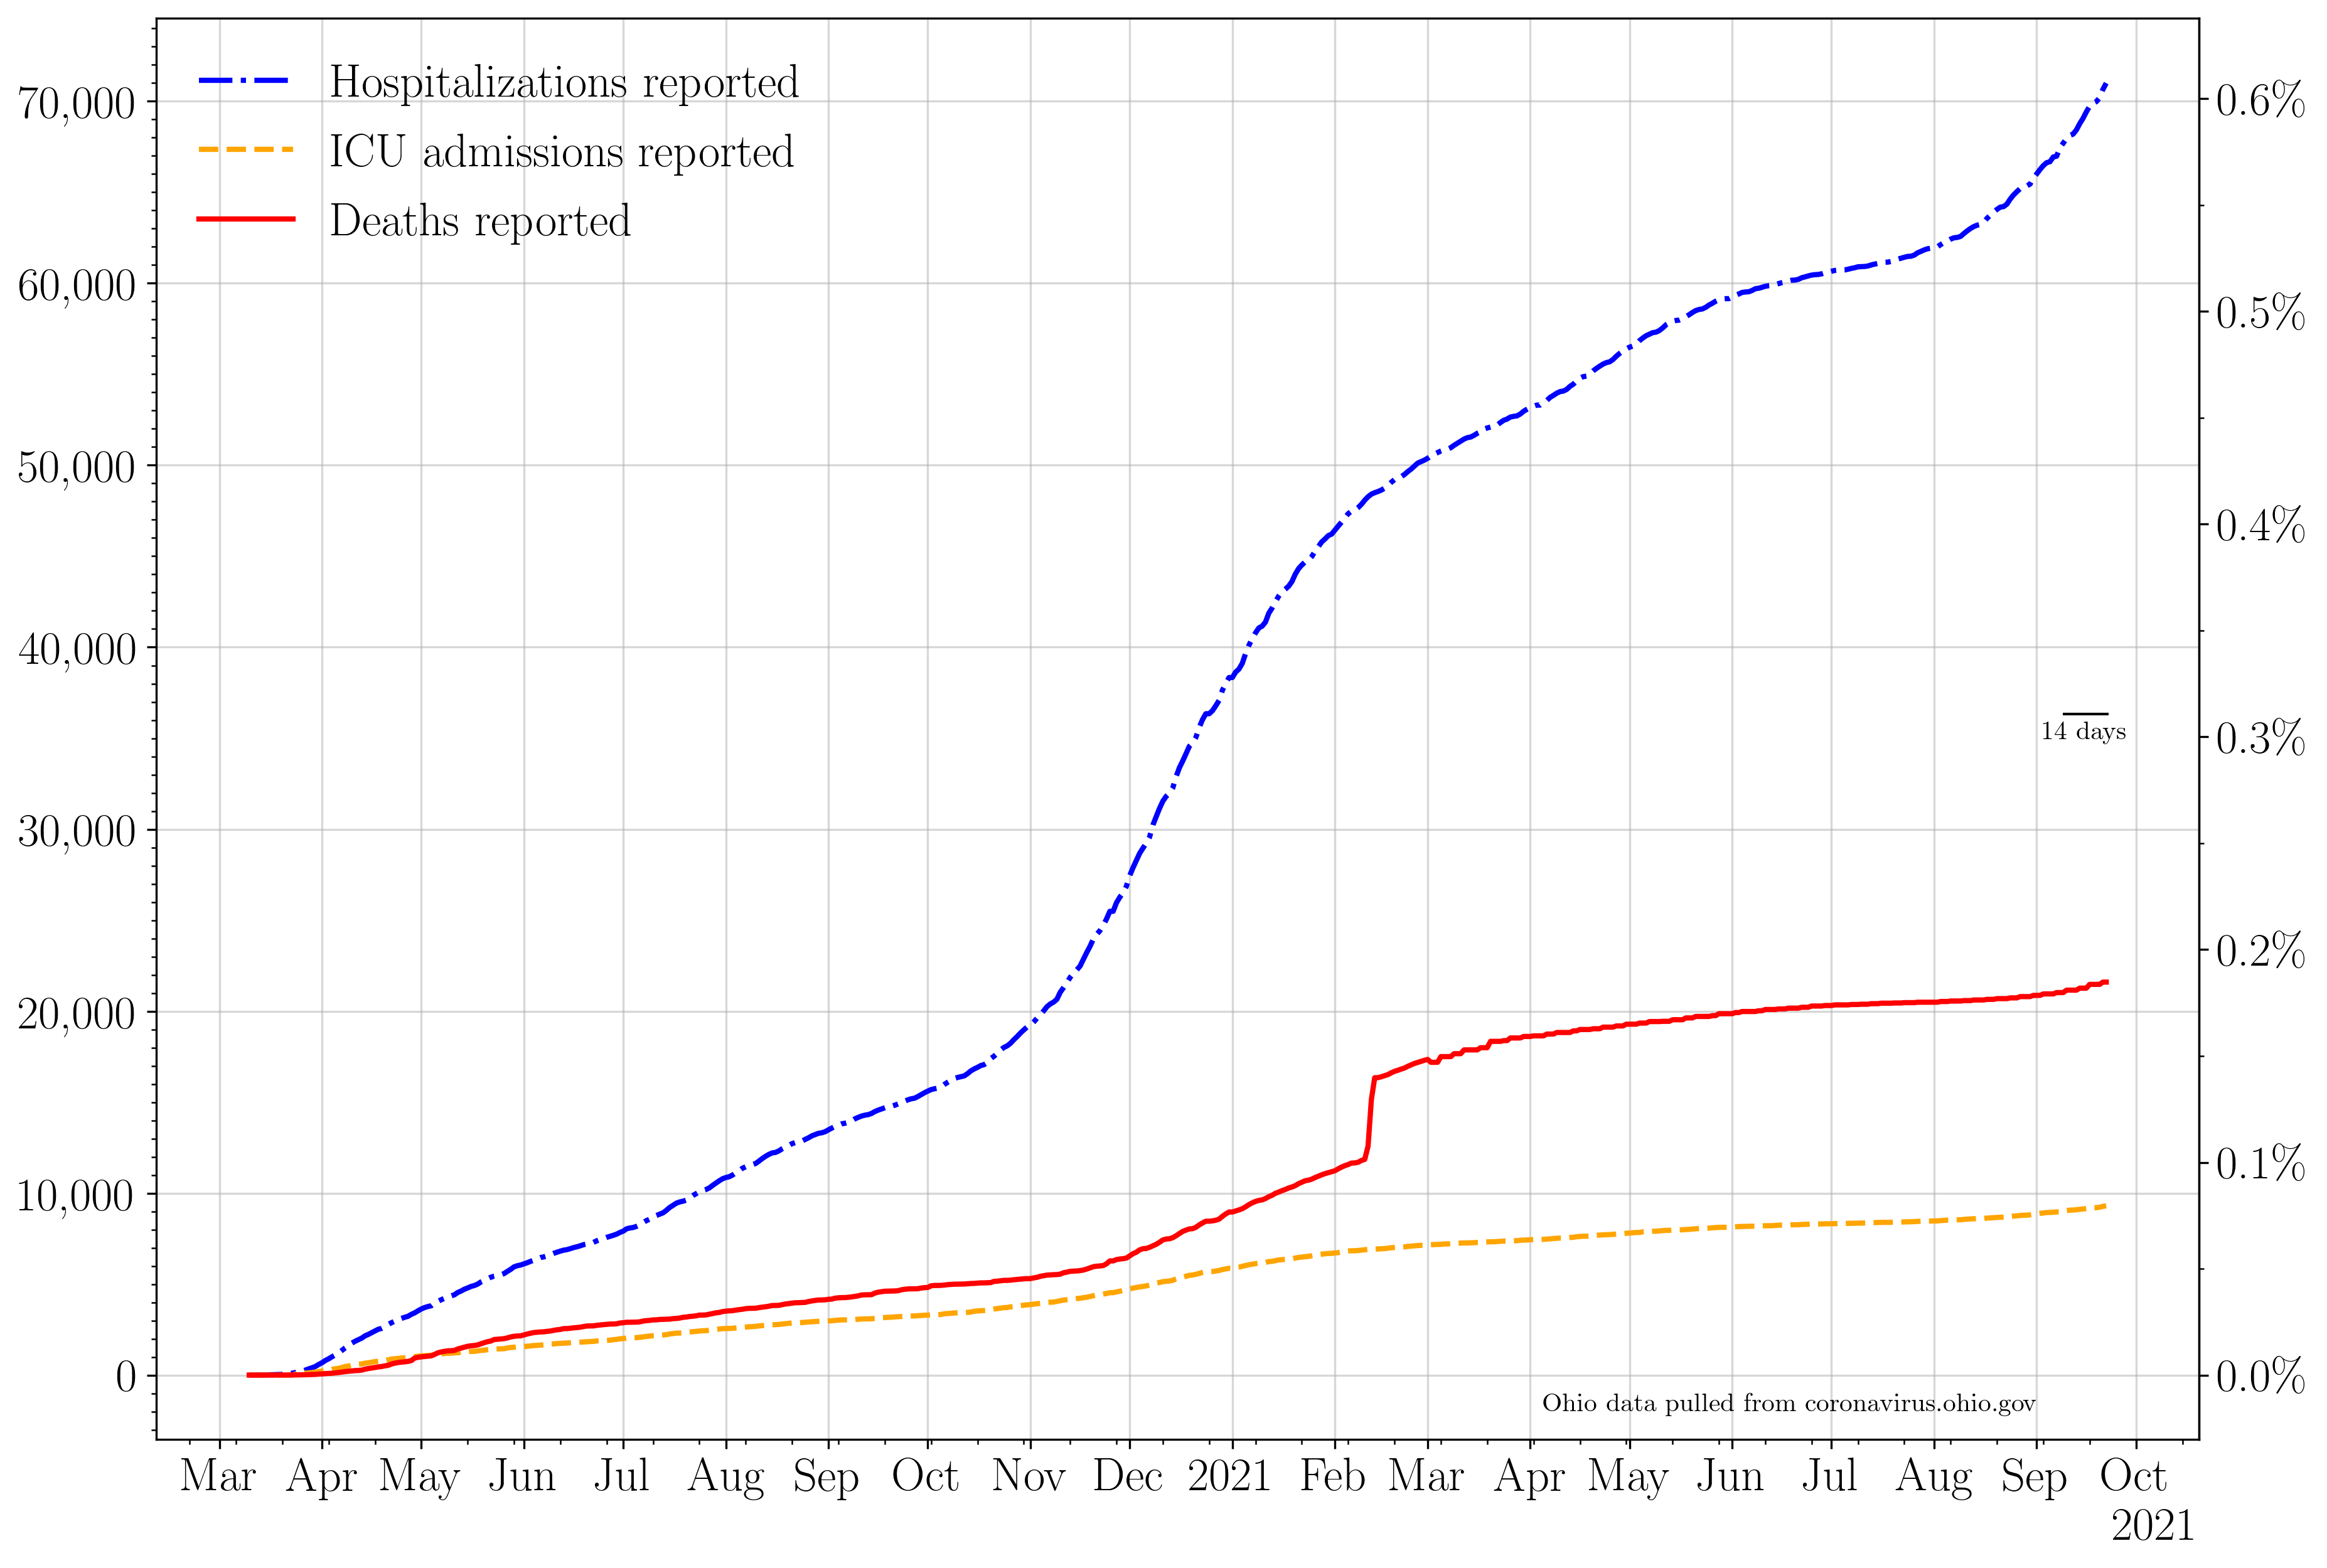 Hospitalizations reported
ICU admissions reported
Deaths reported
70,000
60,000
50,000
40,000
30,000
20,000
10,000
0
0.6%
0.5%
0.4%
0.3%
0.2%
0.1%
0.0%
14 days
Ohio data pulled from coronavirus.ohio.gov
Mar Apr May Jun Jul Aug Sep Oct Nov Dec 2021 Feb Mar Apr May Jun Jul Aug Sep Oct
2021